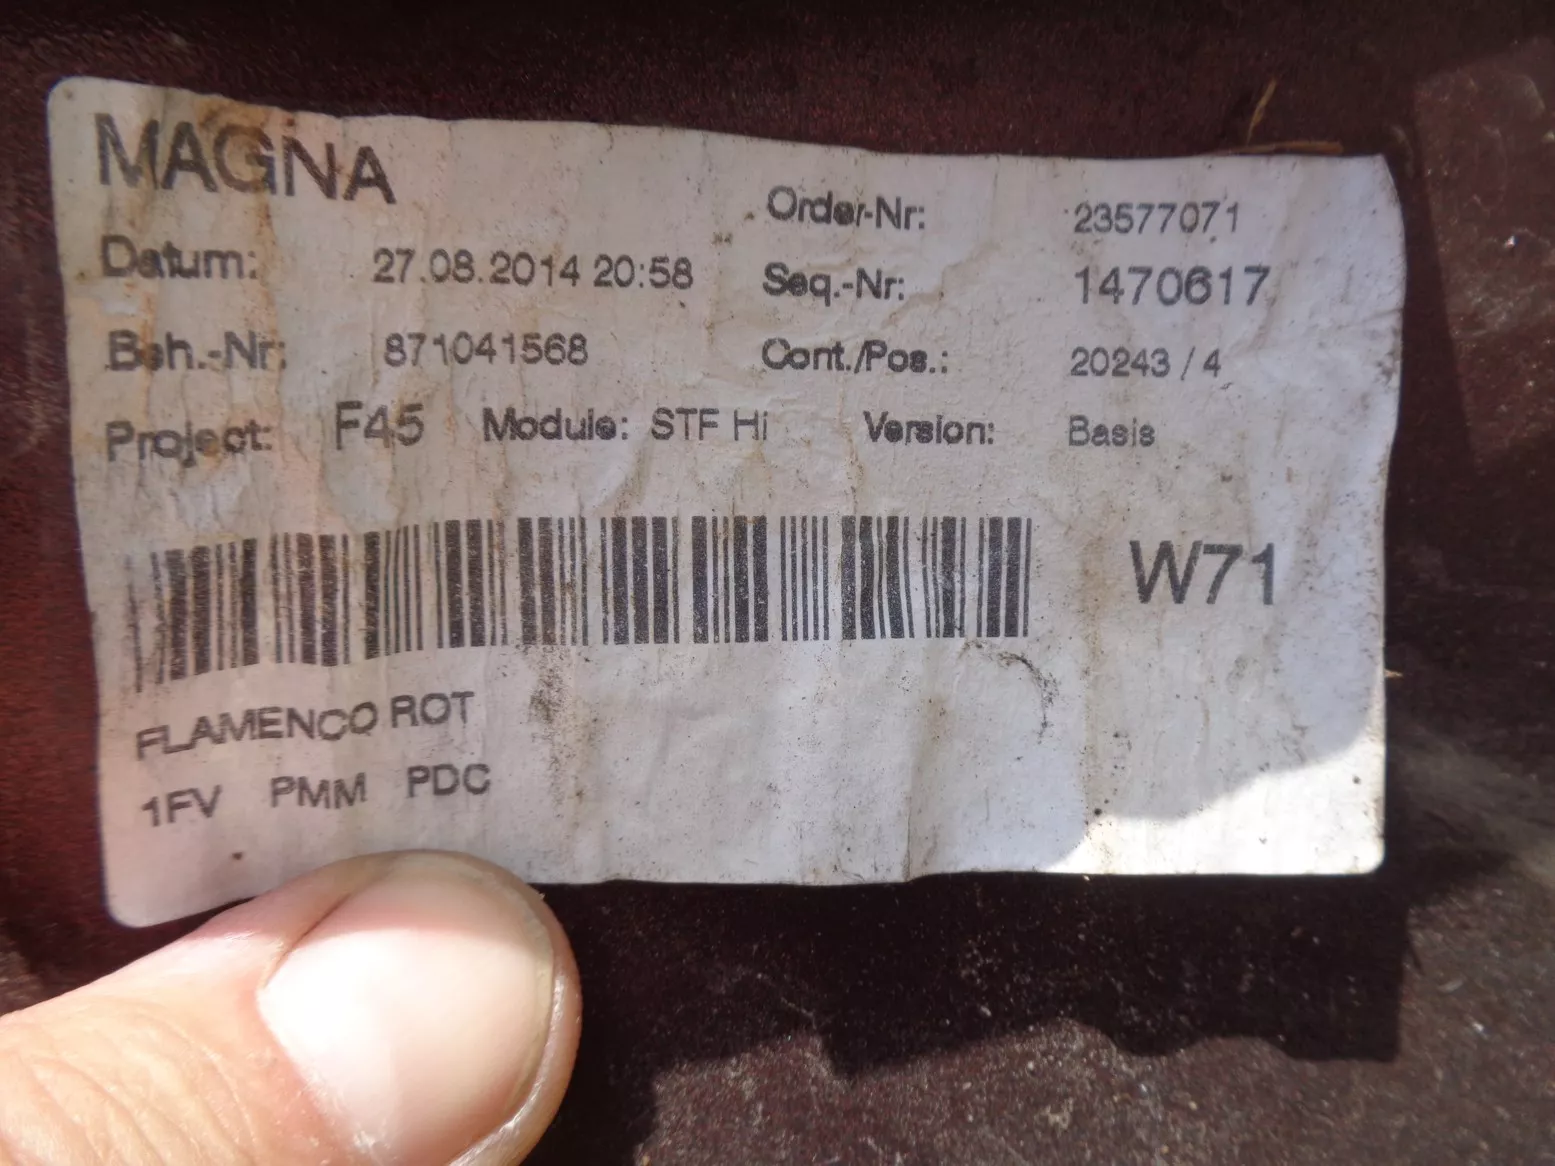 MAGNA
Order-Nr: 23577071
Datum: 27.08.2014 20:58 Seq.-Nr: 1470617
Beh.-Nr: 871041568 Cont./Pos.: 20243 / 4
Project: F45 Module: STF Hi Version: Basis
W71
FLAMENCO ROT
1FV PMM PDC